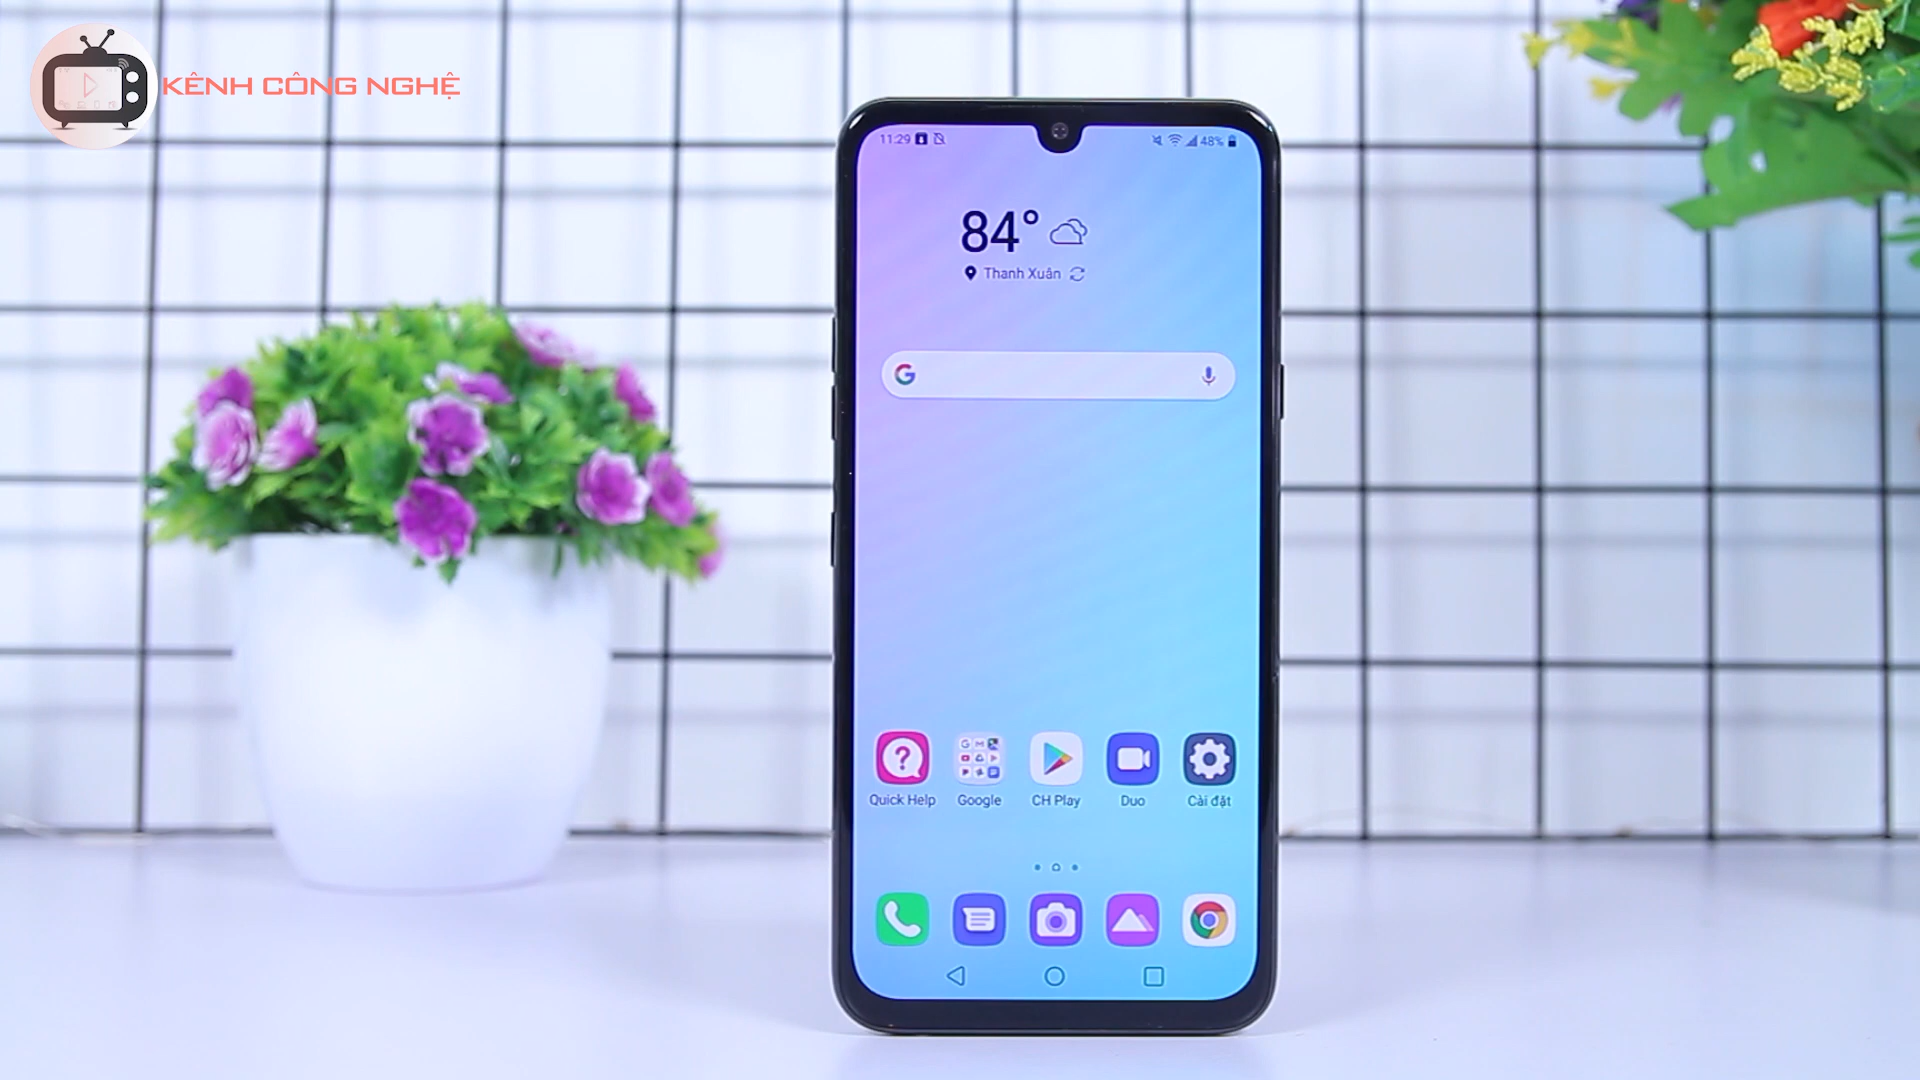 KÊNH CÔNG NGHỆ
11:29
48%
84°
Thanh Xuân
Quick Help
Google
CH Play
Duo
Cài đặt